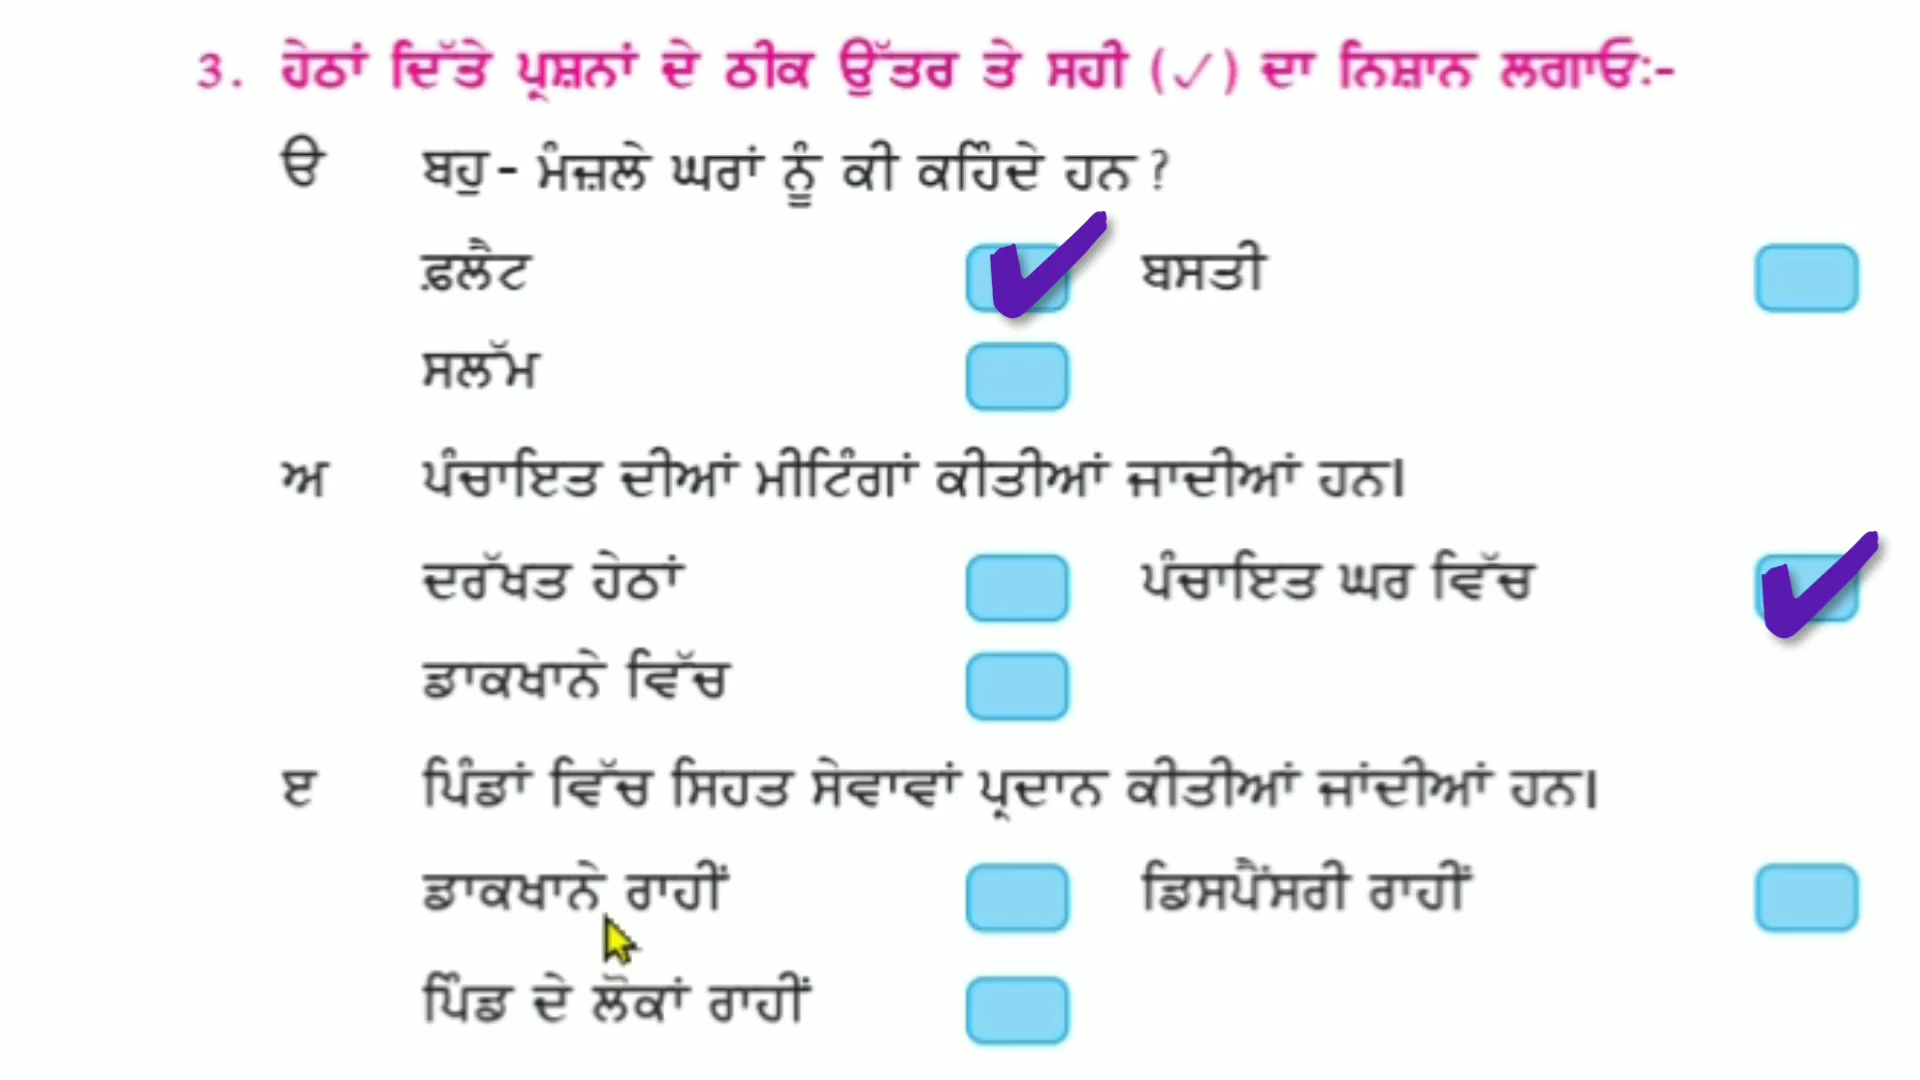 3. ਹੇਠਾਂ ਦਿੱਤੇ ਪ੍ਰਸ਼ਨਾਂ ਦੇ ਠੀਕ ਉੱਤਰ ਤੇ ਸਹੀ (✓) ਦਾ ਨਿਸ਼ਾਨ ਲਗਾਓ:-
ੳ ਬਹੁ- ਮੰਜ਼ਲੇ ਘਰਾਂ ਨੂੰ ਕੀ ਕਹਿੰਦੇ ਹਨ ?
ਫ਼ਲੈਟ ਬਸਤੀ
ਸਲੱਮ
ਅ ਪੰਚਾਇਤ ਦੀਆਂ ਮੀਟਿੰਗਾਂ ਕੀਤੀਆਂ ਜਾਦੀਆਂ ਹਨ।
ਦਰੱਖਤ ਹੇਠਾਂ ਪੰਚਾਇਤ ਘਰ ਵਿੱਚ
ਡਾਕਖਾਨੇ ਵਿੱਚ
ੲ ਪਿੰਡਾਂ ਵਿੱਚ ਸਿਹਤ ਸੇਵਾਵਾਂ ਪ੍ਰਦਾਨ ਕੀਤੀਆਂ ਜਾਂਦੀਆਂ ਹਨ।
ਡਾਕਖਾਨੇ ਰਾਹੀਂ ਡਿਸਪੈਂਸਰੀ ਰਾਹੀਂ
ਪਿੰਡ ਦੇ ਲੋਕਾਂ ਰਾਹੀਂ